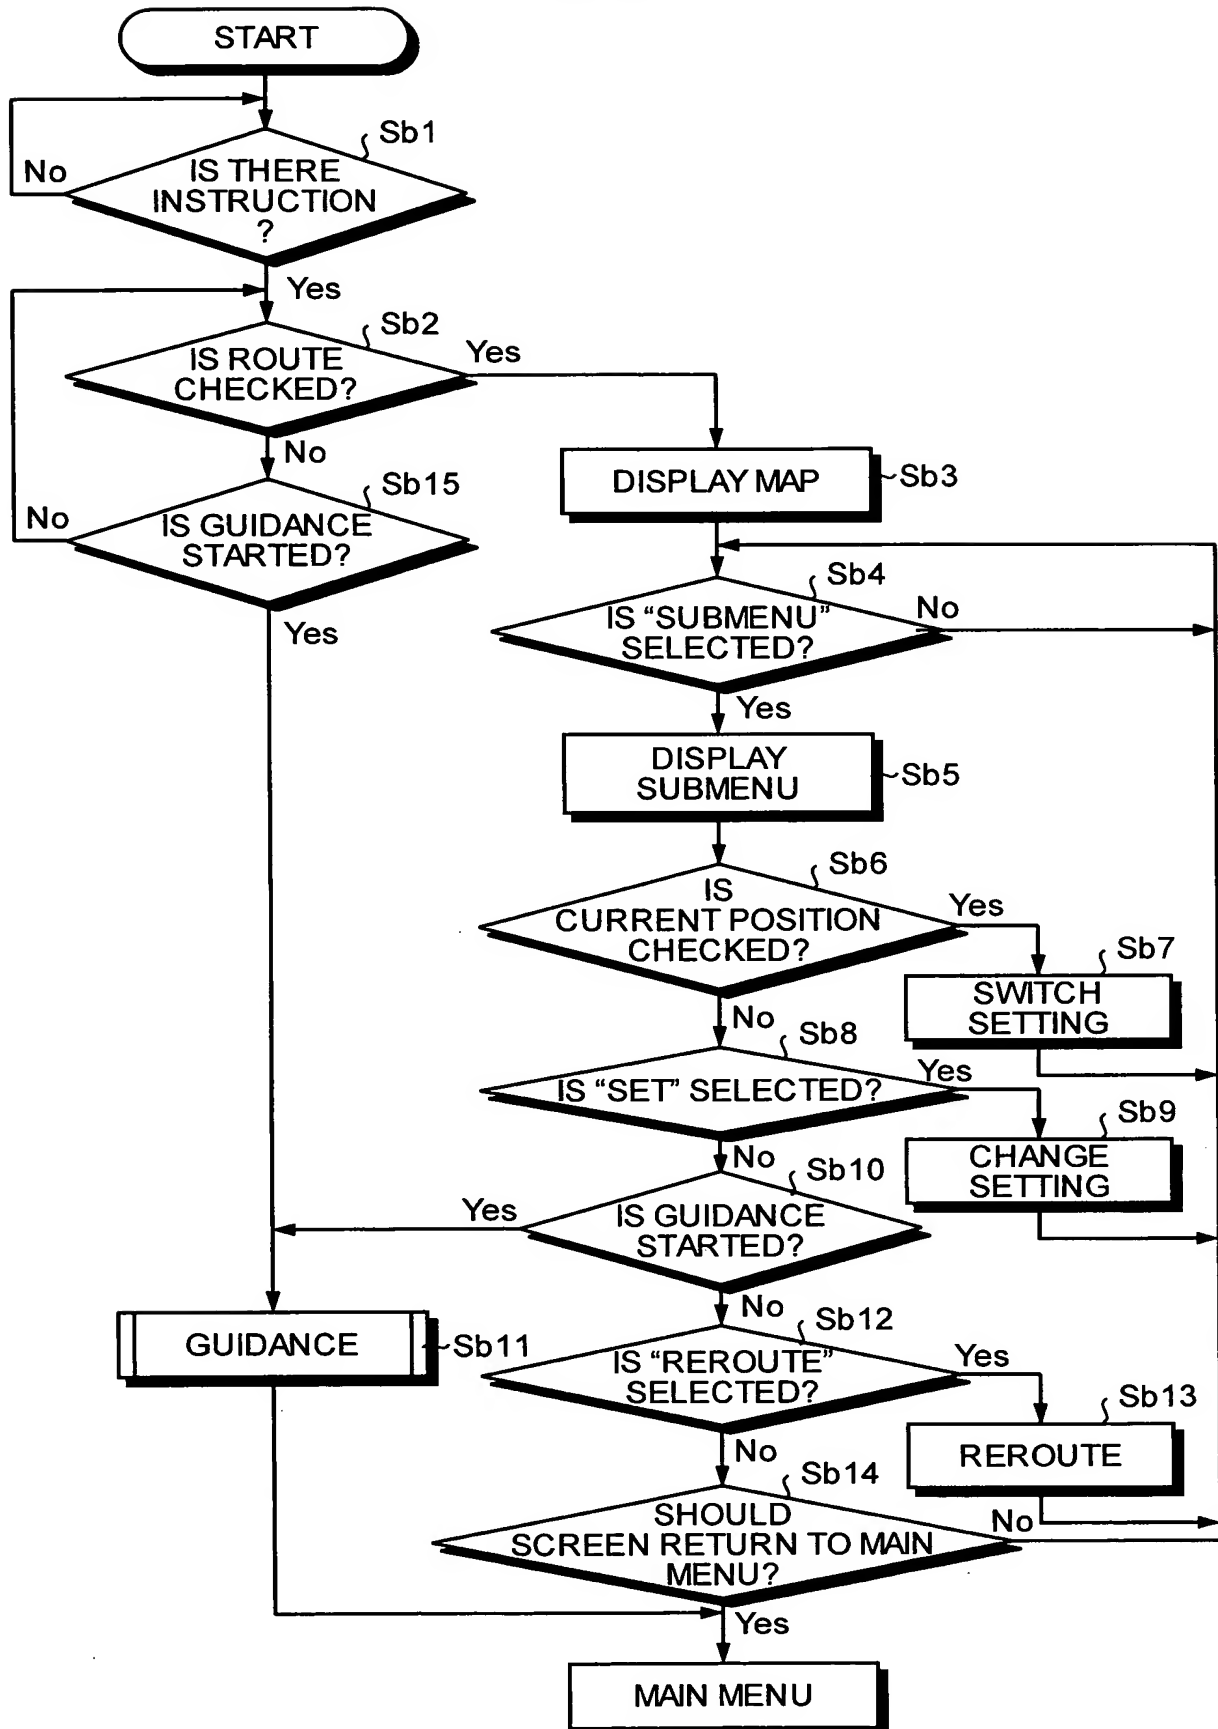 START
Sb1
No
IS THERE
INSTRUCTION
?
Yes
Sb2
Yes
IS ROUTE
CHECKED?
No
DISPLAY MAP
Sb3
Sb15
No
IS GUIDANCE
STARTED?
Yes
Sb4
No
IS “SUBMENU”
SELECTED?
Yes
DISPLAY
SUBMENU
Sb5
Sb6
IS
CURRENT POSITION
CHECKED?
Yes
Sb7
SWITCH
SETTING
No
Sb8
IS “SET” SELECTED?
Yes
Sb9
CHANGE
SETTING
No
Sb10
Yes
IS GUIDANCE
STARTED?
No
GUIDANCE
Sb11
Sb12
IS “REROUTE”
SELECTED?
Yes
Sb13
REROUTE
No
Sb14
SHOULD
SCREEN RETURN TO MAIN
MENU?
No
Yes
MAIN MENU